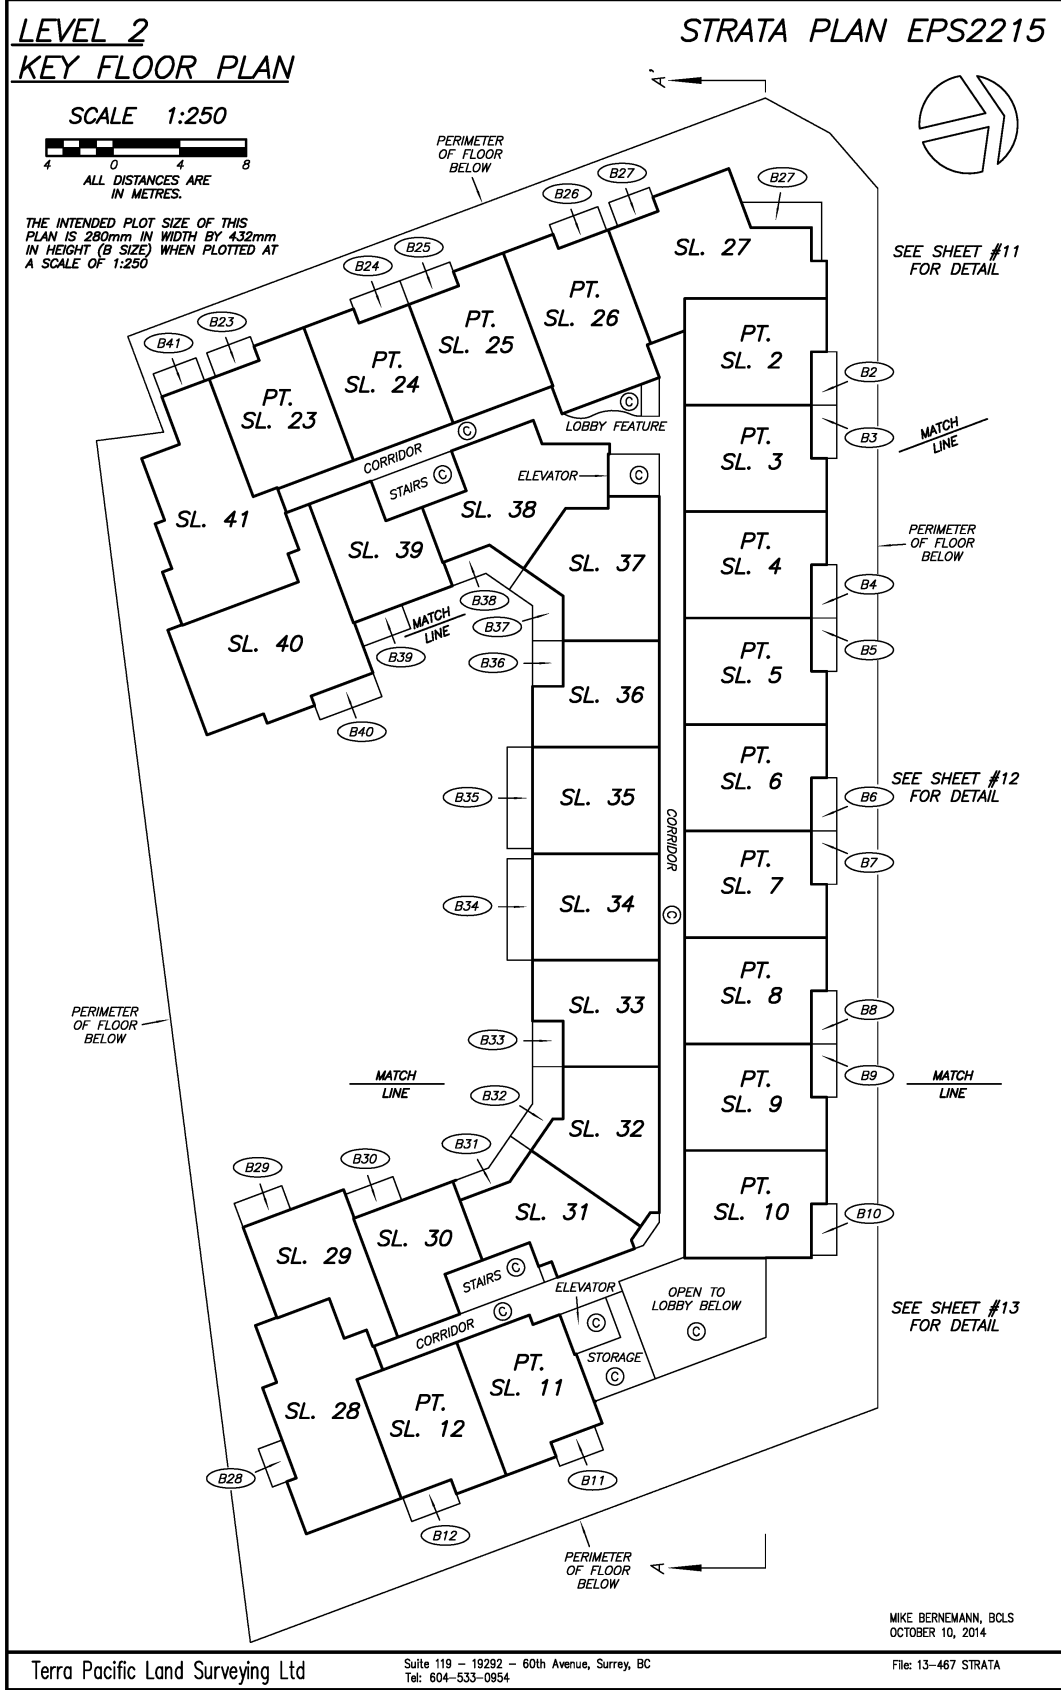 LEVEL 2
KEY FLOOR PLAN
STRATA PLAN EPS2215
SCALE 1:250
4 0 4 8
ALL DISTANCES ARE
IN METRES.
THE INTENDED PLOT SIZE OF THIS
PLAN IS 280mm IN WIDTH BY 432mm
IN HEIGHT (B SIZE) WHEN PLOTTED AT
A SCALE OF 1:250
A'
PERIMETER
OF FLOOR
BELOW
B26
B27
B27
SL. 27
SEE SHEET #11
FOR DETAIL
B24
B25
B41
B23
PT.
SL. 26
PT.
SL. 25
PT.
SL. 24
PT.
SL. 23
PT.
SL. 2
B2
B3
MATCH
LINE
C
LOBBY FEATURE
PT.
SL. 3
CORRIDOR
C
STAIRS
C
ELEVATOR
C
SL. 41
SL. 38
SL. 39
SL. 37
PT.
SL. 4
PERIMETER
OF FLOOR
BELOW
B4
B38
MATCH
LINE
B37
B39
B36
SL. 40
B40
SL. 36
PT.
SL. 5
B5
PT.
SL. 6
SEE SHEET #12
FOR DETAIL
B6
B35
SL. 35
CORRIDOR
C
PT.
SL. 7
B7
B34
SL. 34
PT.
SL. 8
B8
SL. 33
B33
PERIMETER
OF FLOOR
BELOW
MATCH
LINE
PT.
SL. 9
B9
MATCH
LINE
B32
SL. 32
B31
B30
B29
SL. 31
SL. 30
SL. 29
PT.
SL. 10
B10
STAIRS
C
ELEVATOR
C
OPEN TO
LOBBY BELOW
C
SEE SHEET #13
FOR DETAIL
CORRIDOR
C
STORAGE
C
PT.
SL. 11
PT.
SL. 12
SL. 28
B28
B11
B12
PERIMETER
OF FLOOR
BELOW
A
MIKE BERNEMANN, BCLS
OCTOBER 10, 2014
Terra Pacific Land Surveying Ltd
Suite 119 - 19292 - 60th Avenue, Surrey, BC
Tel: 604-533-0954
File: 13-467 STRATA